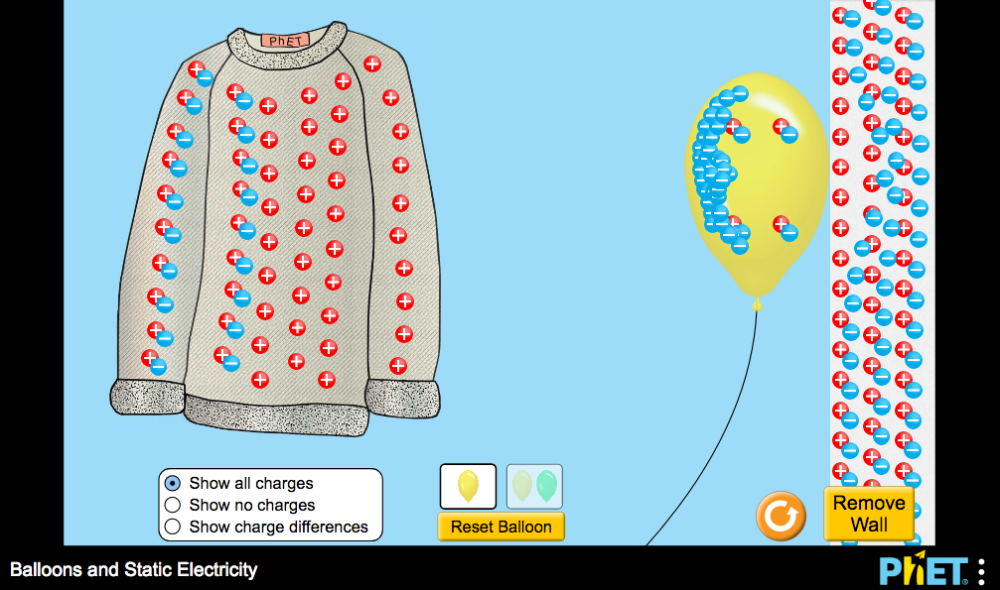 PhET
Show all charges
Show no charges
Show charge differences
Reset Balloon
Remove
Wall
Balloons and Static Electricity
PhET